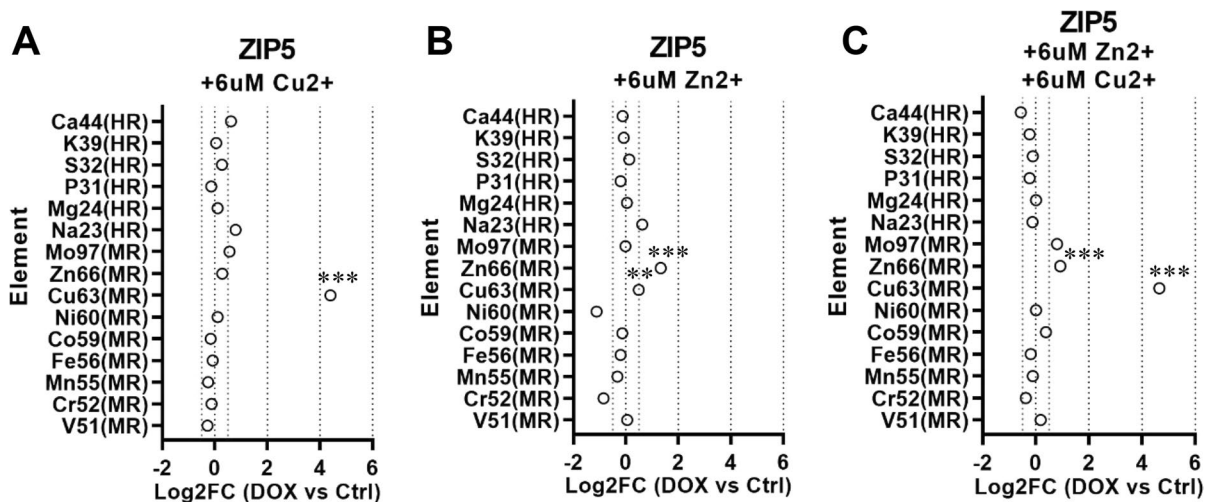 A
ZIP5
+6uM Cu2+
Element
Ca44(HR)
K39(HR)
S32(HR)
P31(HR)
Mg24(HR)
Na23(HR)
Mo97(MR)
Zn66(MR)
***
Cu63(MR)
Ni60(MR)
Co59(MR)
Fe56(MR)
Mn55(MR)
Cr52(MR)
V51(MR)
-2 0 2 4 6
Log2FC (DOX vs Ctrl)
B
ZIP5
+6uM Zn2+
Element
Ca44(HR)
K39(HR)
S32(HR)
P31(HR)
Mg24(HR)
Na23(HR)
Mo97(MR)
***
Zn66(MR)
**
Cu63(MR)
Ni60(MR)
Co59(MR)
Fe56(MR)
Mn55(MR)
Cr52(MR)
V51(MR)
-2 0 2 4 6
Log2FC (DOX vs Ctrl)
C
ZIP5
+6uM Zn2+
+6uM Cu2+
Element
Ca44(HR)
K39(HR)
S32(HR)
P31(HR)
Mg24(HR)
Na23(HR)
Mo97(MR)
***
Zn66(MR)
***
Cu63(MR)
Ni60(MR)
Co59(MR)
Fe56(MR)
Mn55(MR)
Cr52(MR)
V51(MR)
-2 0 2 4 6
Log2FC (DOX vs Ctrl)